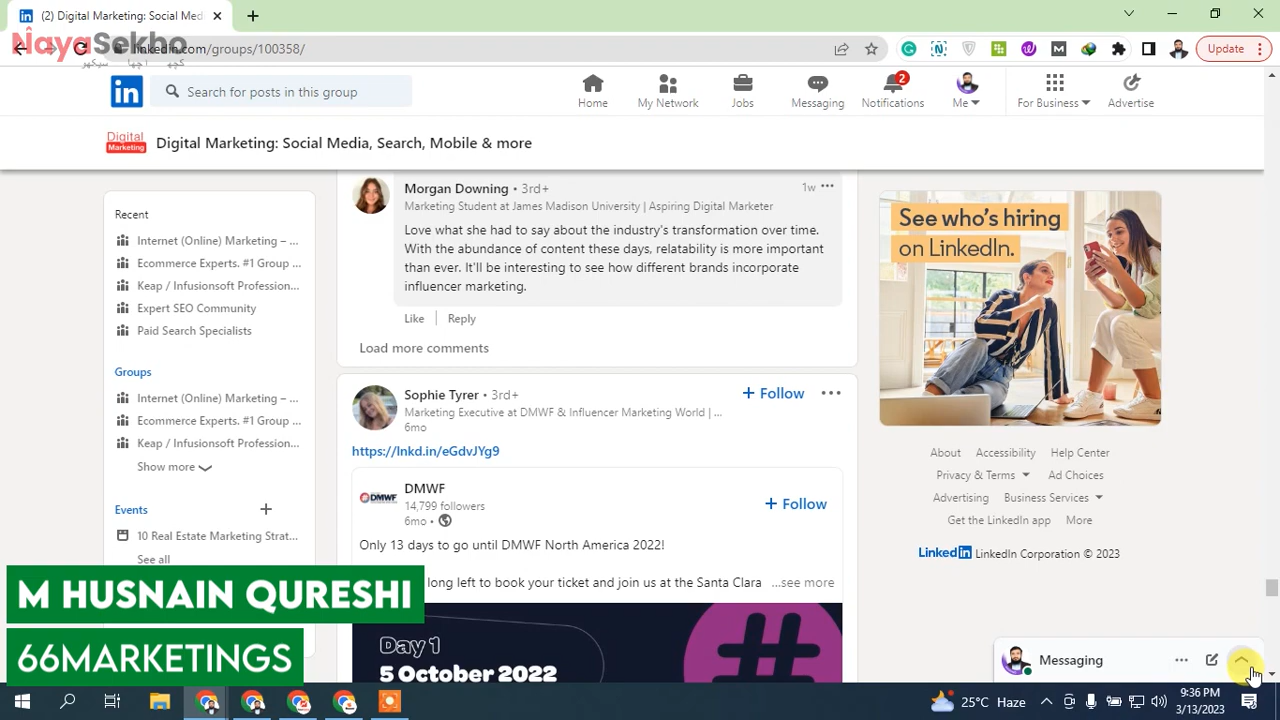 (2) Digital Marketing: Social Med
NayaSekho
کچھ اچھا سیکھو
linkedin.com/groups/100358/
Update
in
Search for posts in this group
Home
My Network
Jobs
Messaging
2
Notifications
Me
For Business
Advertise
Digital Marketing
Digital Marketing: Social Media, Search, Mobile & more
Recent
Internet (Online) Marketing – ...
Ecommerce Experts. #1 Group ...
Keap / Infusionsoft Profession...
Expert SEO Community
Paid Search Specialists
Groups
Internet (Online) Marketing – ...
Ecommerce Experts. #1 Group ...
Keap / Infusionsoft Profession...
Show more
Events
10 Real Estate Marketing Strat...
See all
Morgan Downing • 3rd+
1w
Marketing Student at James Madison University | Aspiring Digital Marketer
Love what she had to say about the industry's transformation over time.
With the abundance of content these days, relatability is more important
than ever. It'll be interesting to see how different brands incorporate
influencer marketing.
Like
Reply
Load more comments
Sophie Tyrer • 3rd+
+ Follow
Marketing Executive at DMWF & Influencer Marketing World | ...
6mo
https://lnkd.in/eGdvJYg9
DMWF
DMWF
14,799 followers
6mo •
+ Follow
Only 13 days to go until DMWF North America 2022!
long left to book your ticket and join us at the Santa Clara ...see more
Day 1
5 October 2022
#
See who's hiring
on LinkedIn.
About
Accessibility
Help Center
Privacy & Terms
Ad Choices
Advertising
Business Services
Get the LinkedIn app
More
LinkedIn LinkedIn Corporation © 2023
Messaging
M HUSNAIN QURESHI
66MARKETINGS
25°C Haze
9:36 PM
3/13/2023